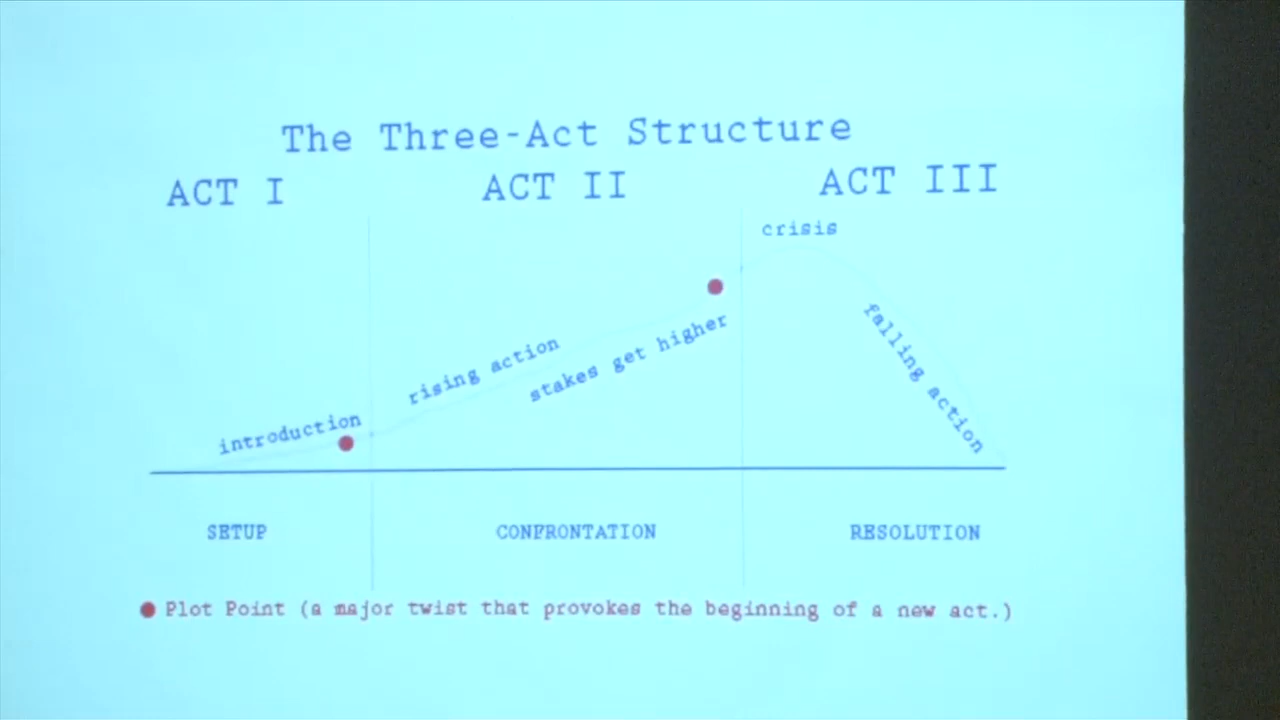 The Three-Act Structure
ACT I
ACT II
ACT III
crisis
introduction
rising action
stakes get higher
falling action
SETUP
CONFRONTATION
RESOLUTION
Plot Point (a major twist that provokes the beginning of a new act.)